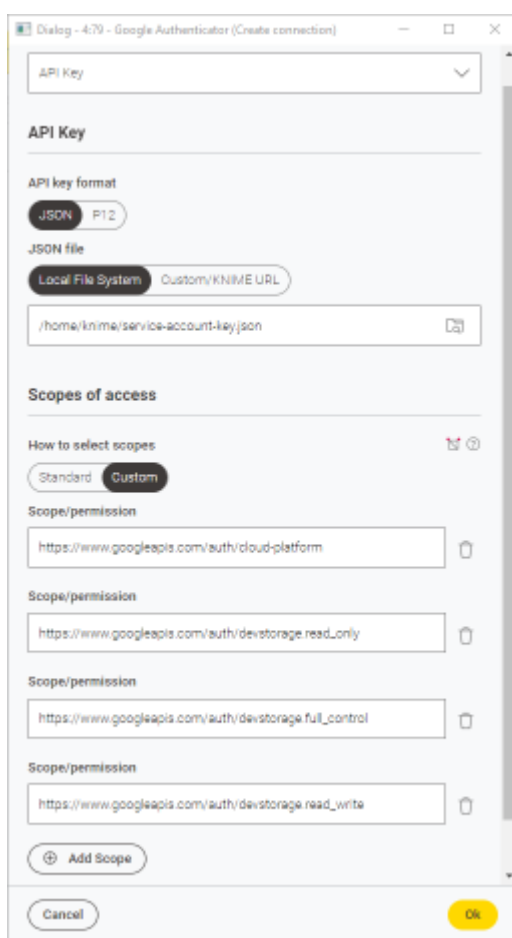 Dialog - 4:79 - Google Authenticator (Create connection)
API Key
API Key
API key format
JSON P12
JSON file
Local File System Custom/KNIME URL
/home/knime/service-account-key.json
Scopes of access
How to select scopes
Standard Custom
Scope/permission
https://www.googleapis.com/auth/cloud-platform
Scope/permission
https://www.googleapis.com/auth/devstorage.read_only
Scope/permission
https://www.googleapis.com/auth/devstorage.full_control
Scope/permission
https://www.googleapis.com/auth/devstorage.read_write
Add Scope
Cancel Ok